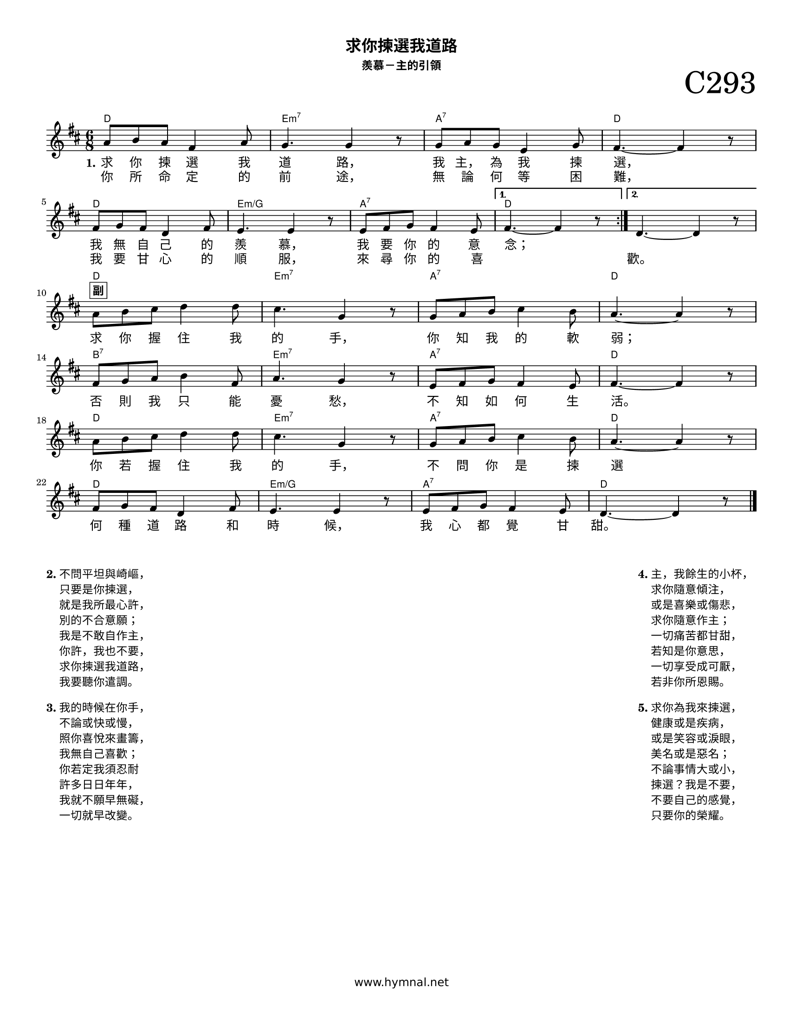 求你揀選我道路
羨慕－主的引領
C293
D Em7 A7 D
1. 求你揀選我道路， 我主，為我揀選，
你所命定的前途， 無論何等困難，
5 D Em/G A7 1. D 2.
我無自己的羨慕， 我要你的意念；
我要甘心的順服， 來尋你的喜 歡。
D Em7 A7 D
10 副
求你握住我的手， 你知我的軟弱；
14 B7 Em7 A7 D
否則我只能憂愁， 不知如何生活。
18 D Em7 A7 D
你若握住我的手， 不問你是揀選
22 D Em/G A7 D
何種道路和時候， 我心都覺甘甜。
2. 不問平坦與崎嶇，
只要是你揀選，
就是我所最心許，
別的不合意願；
我是不敢自作主，
你許，我也不要，
求你揀選我道路，
我要聽你遣調。
3. 我的時候在你手，
不論或快或慢，
照你喜悅來畫籌，
我無自己喜歡；
你若定我須忍耐
許多日日年年，
我就不願早無礙，
一切就早改變。
4. 主，我餘生的小杯，
求你隨意傾注，
或是喜樂或傷悲，
求你隨意作主；
一切痛苦都甘甜，
若知是你意思，
一切享受成可厭，
若非你所恩賜。
5. 求你為我來揀選，
健康或是疾病，
或是笑容或淚眼，
美名或是惡名；
不論事情大或小，
揀選？我是不要，
不要自己的感覺，
只要你的榮耀。
www.hymnal.net